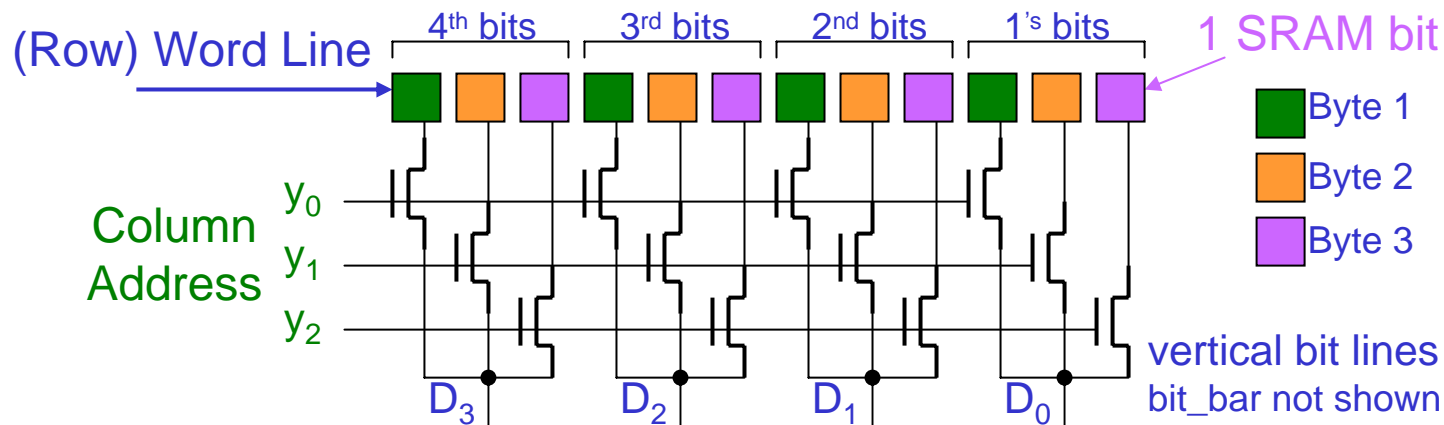 4th bits 3rd bits 2nd bits 1's bits
1 SRAM bit
(Row) Word Line
Byte 1
Byte 2
Byte 3
y0
Column
Address
y1
y2
vertical bit lines
bit_bar not shown
D3 D2 D1 D0